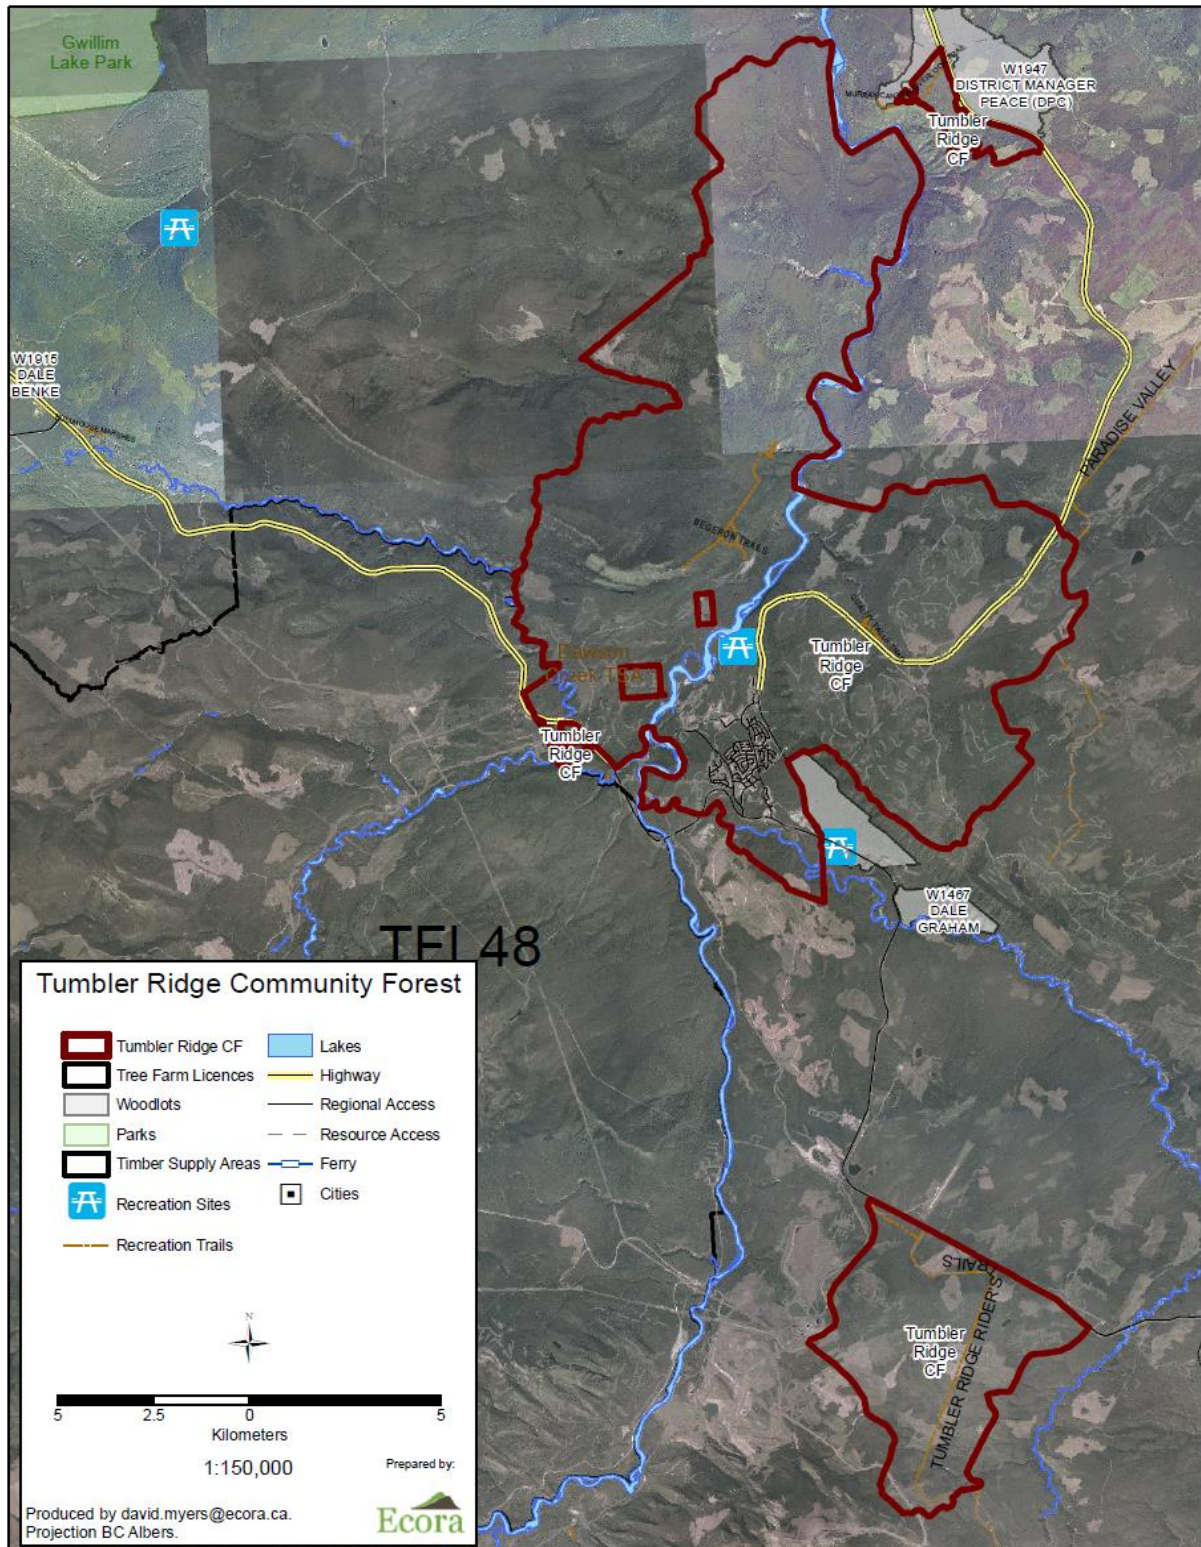 Gwillim
Lake Park
W1947
DISTRICT MANAGER
PEACE (DPC)
Tumbler
Ridge
CF
W1915
DALE
BENKE
PARADISE VALLEY
BEGERON TRAILS
Dawson
Creek TSA
Tumbler
Ridge
CF
Tumbler
Ridge
CF
W1467
DALE
GRAHAM
TFL 48
TRAILS
TUMBLER RIDGE RIDER'S
Tumbler
Ridge
CF
Tumbler Ridge Community Forest
Tumbler Ridge CF
Lakes
Tree Farm Licences
Highway
Woodlots
Regional Access
Parks
Resource Access
Timber Supply Areas
Ferry
Recreation Sites
Cities
Recreation Trails
N
5 2.5 0 5
Kilometers
1:150,000
Prepared by:
Produced by david.myers@ecora.ca.
Projection BC Albers.
Ecora